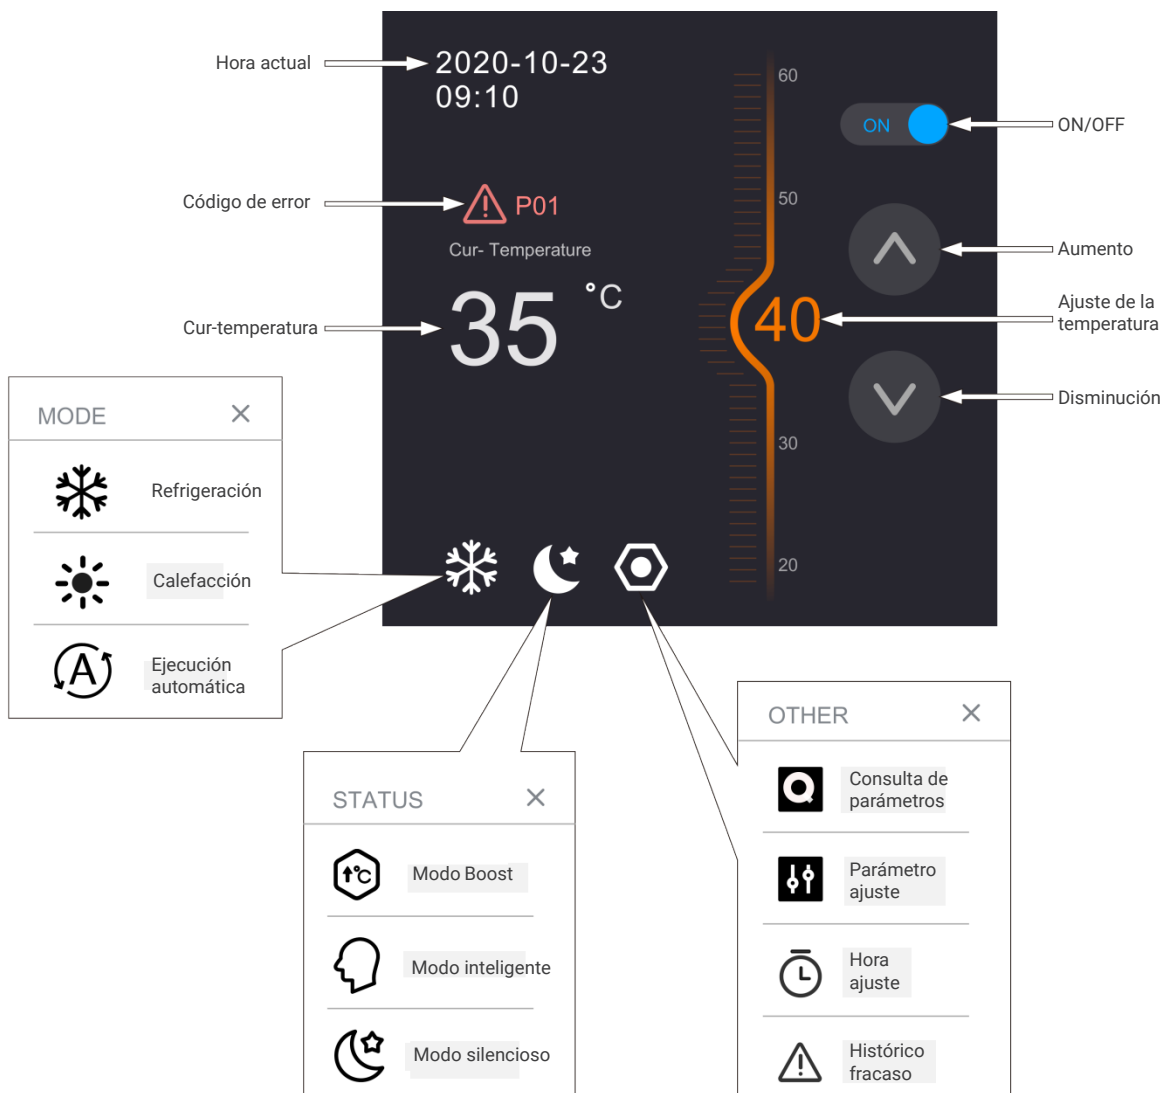 Hora actual
2020-10-23
09:10
60
ON
ON/OFF
Código de error
P01
50
Cur- Temperature
Aumento
35 °C
Cur-temperatura
40
Ajuste de la
temperatura
Disminución
30
20
MODE
Refrigeración
Calefacción
A
Ejecución
automática
STATUS
°C
Modo Boost
Modo inteligente
Modo silencioso
OTHER
Q
Consulta de
parámetros
Parámetro
ajuste
Hora
ajuste
Histórico
fracaso